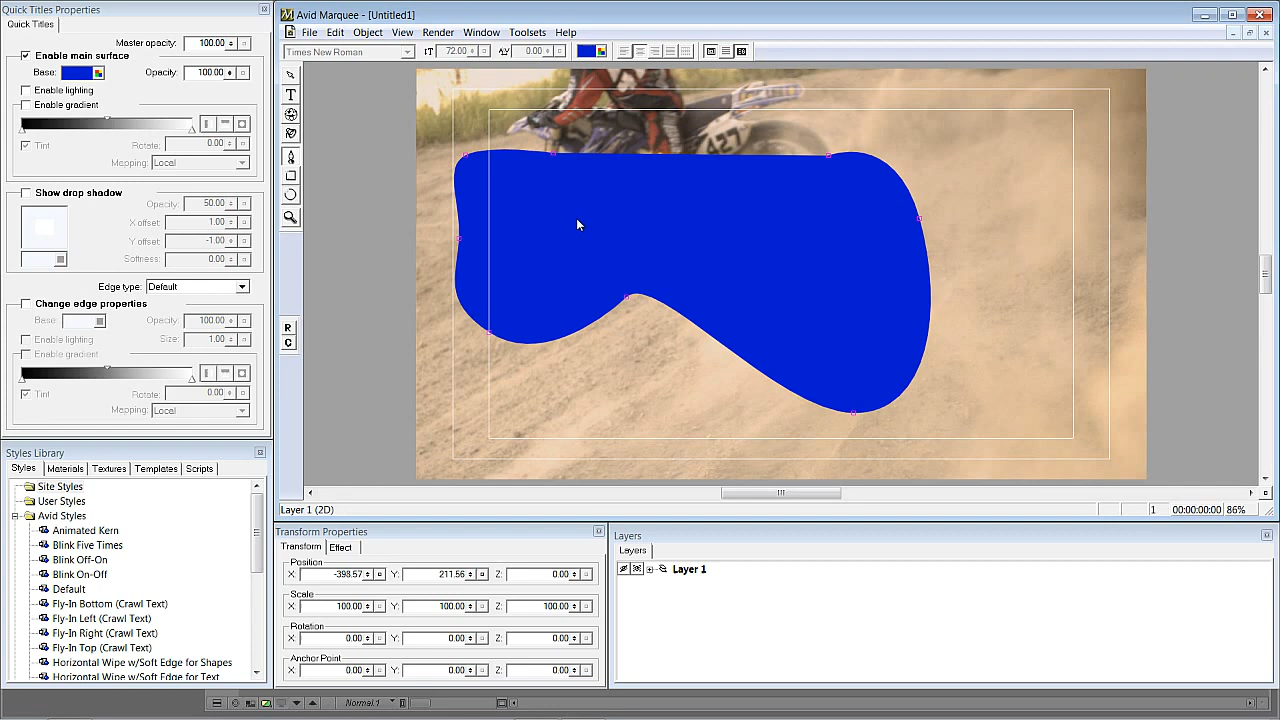 Quick Titles Properties
Quick Titles
Master opacity: 100.00
Enable main surface
Base: Opacity: 100.00
Enable lighting
Enable gradient
Tint Rotate: 0.00
Mapping: Local
Show drop shadow
Opacity: 50.00
X offset: 1.00
Y offset: -1.00
Softness: 0.00
Edge type: Default
Change edge properties
Base: Opacity: 100.00
Enable lighting Size: 1.00
Enable gradient
Tint Rotate: 0.00
Mapping: Local
Styles Library
Styles Materials Textures Templates Scripts
Site Styles
User Styles
Avid Styles
Animated Kern
Blink Five Times
Blink Off-On
Blink On-Off
Default
Fly-In Bottom (Crawl Text)
Fly-In Left (Crawl Text)
Fly-In Right (Crawl Text)
Fly-In Top (Crawl Text)
Horizontal Wipe w/Soft Edge for Shapes
Horizontal Wipe w/Soft Edge for Text
Avid Marquee - [Untitled1]
File Edit Object View Render Window Toolsets Help
Times New Roman T 72.00 AV 0.00
T
R
C
427
Layer 1 (2D) 1 00:00:00:00 86%
Transform Properties
Transform Effect
Position
X: -398.57 Y: 211.56 Z: 0.00
Scale
X: 100.00 Y: 100.00 Z: 100.00
Rotation
X: 0.00 Y: 0.00 Z: 0.00
Anchor Point
X: 0.00 Y: 0.00 Z: 0.00
Layers
Layers
Layer 1
Normal.1